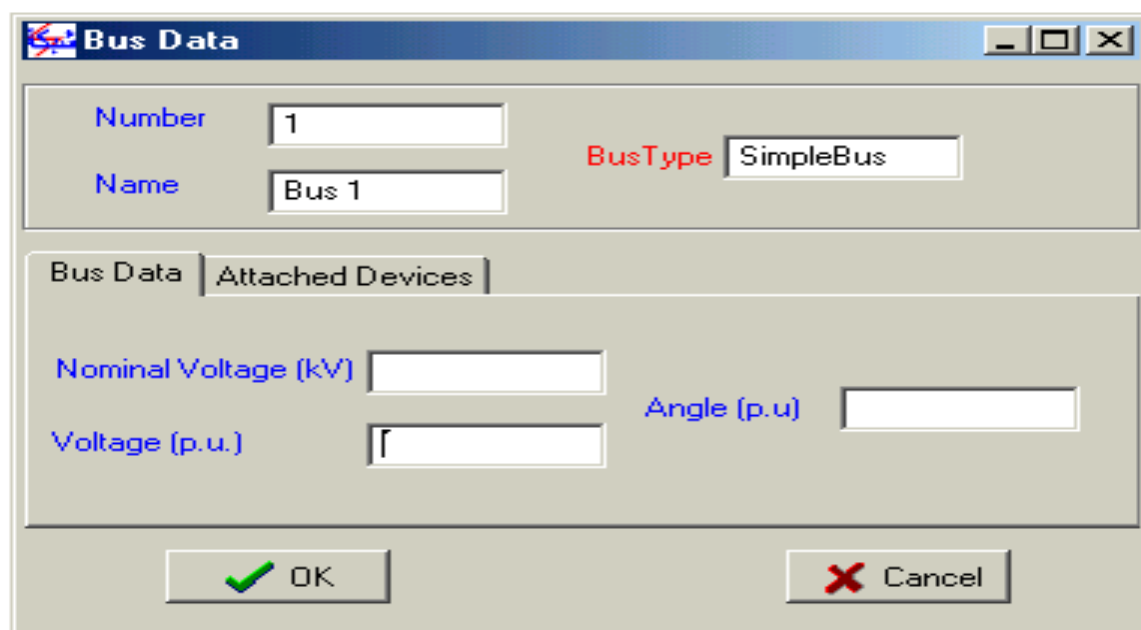 Bus Data
Number 1
BusType SimpleBus
Name Bus 1
Bus Data Attached Devices
Nominal Voltage (kV)
Angle (p.u)
Voltage (p.u.)
OK Cancel